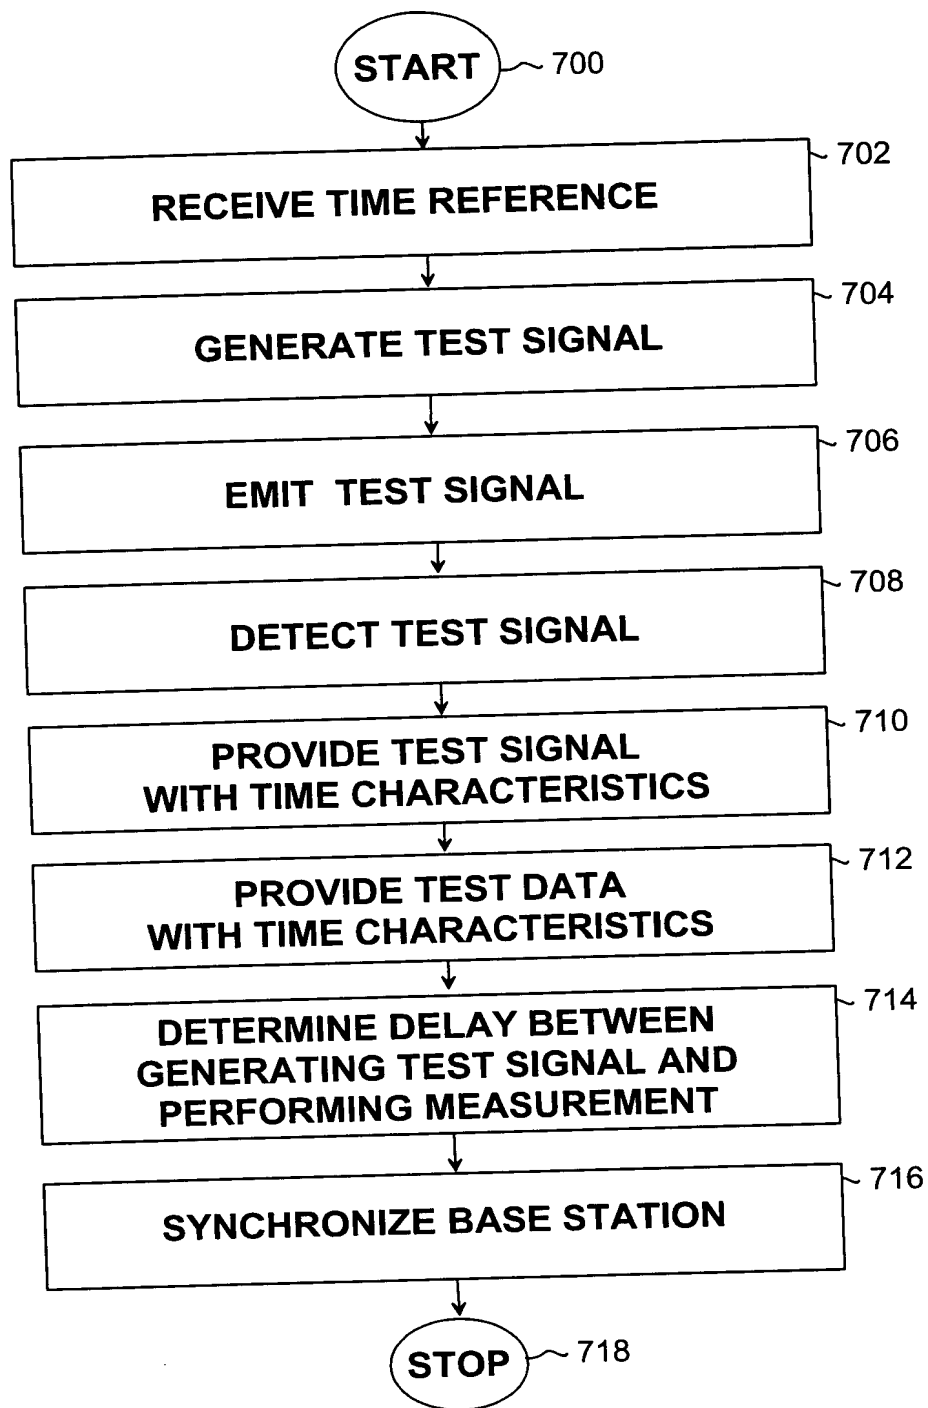 START 700
702
RECEIVE TIME REFERENCE
704
GENERATE TEST SIGNAL
706
EMIT TEST SIGNAL
708
DETECT TEST SIGNAL
710
PROVIDE TEST SIGNAL
WITH TIME CHARACTERISTICS
712
PROVIDE TEST DATA
WITH TIME CHARACTERISTICS
714
DETERMINE DELAY BETWEEN
GENERATING TEST SIGNAL AND
PERFORMING MEASUREMENT
716
SYNCHRONIZE BASE STATION
STOP 718